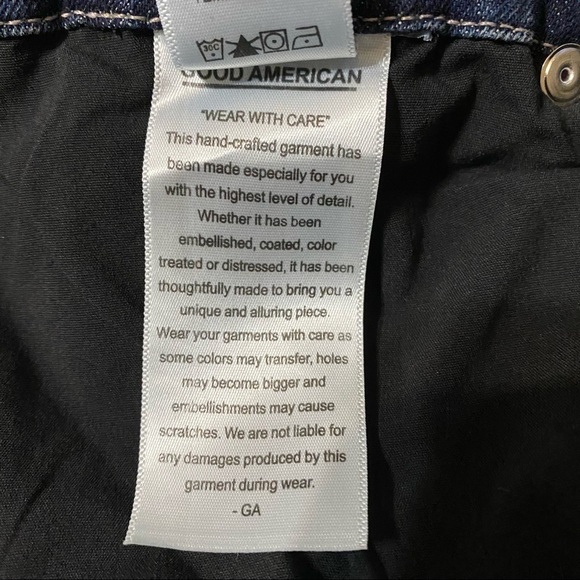 30C
GOOD AMERICAN
"WEAR WITH CARE"
This hand-crafted garment has
been made especially for you
with the highest level of detail.
Whether it has been
embellished, coated, color
treated or distressed, it has been
thoughtfully made to bring you a
unique and alluring piece.
Wear your garments with care as
some colors may transfer, holes
may become bigger and
embellishments may cause
scratches. We are not liable for
any damages produced by this
garment during wear.
- GA